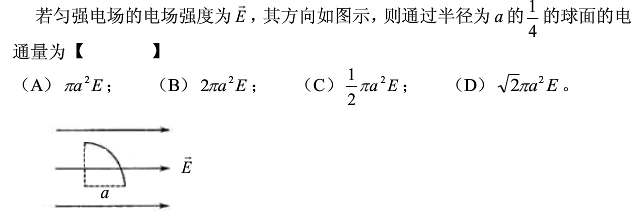 若匀强电场的电场强度为 $\vec{E}$，其方向如图示，则通过半径为 a 的 $\frac{1}{4}$ 的球面的电
通量为【 】
（A） $\pi a^2 E$； （B） $2\pi a^2 E$； （C） $\frac{1}{2}\pi a^2 E$； （D） $\sqrt{2}\pi a^2 E$。
$\vec{E}$
a